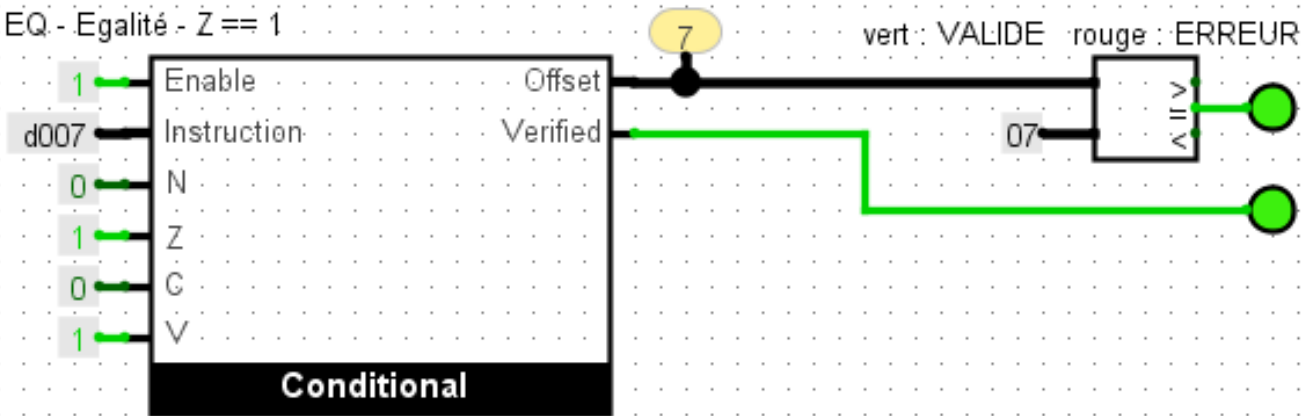 EQ - Egalité - Z == 1
7
vert : VALIDE rouge : ERREUR
1 Enable Offset
>
d007 Instruction Verified
07
=
<
0 N
1 Z
0 C
1 V
Conditional